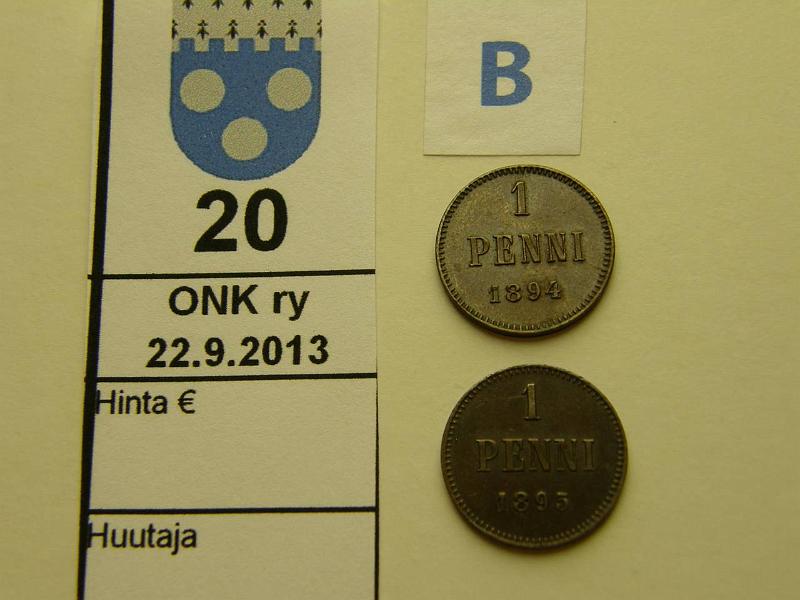 20
ONK ry
22.9.2013
Hinta €
Huutaja
B
1
PENNI
1894
1
PENNI
1895